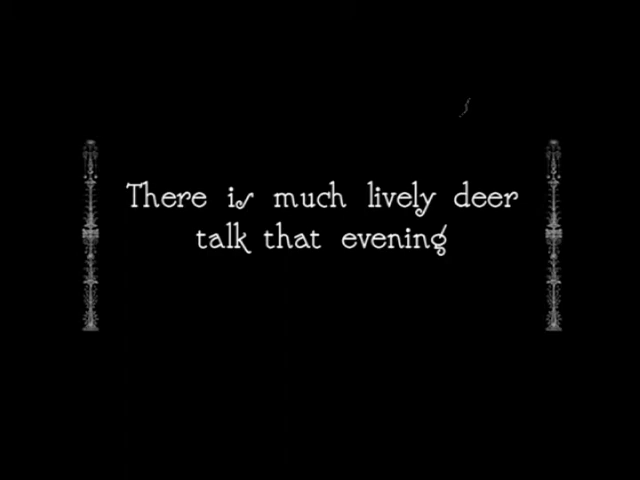 There is much lively deer
talk that evening